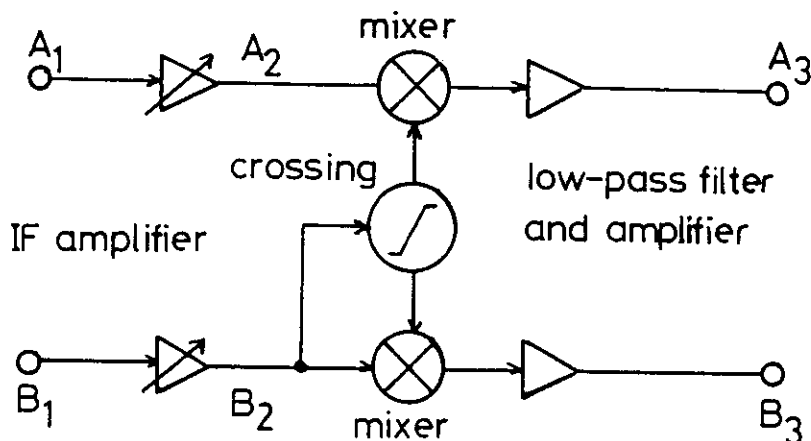 mixer
A1
A2
A3
crossing
low-pass filter
and amplifier
IF amplifier
B1
B2
mixer
B3